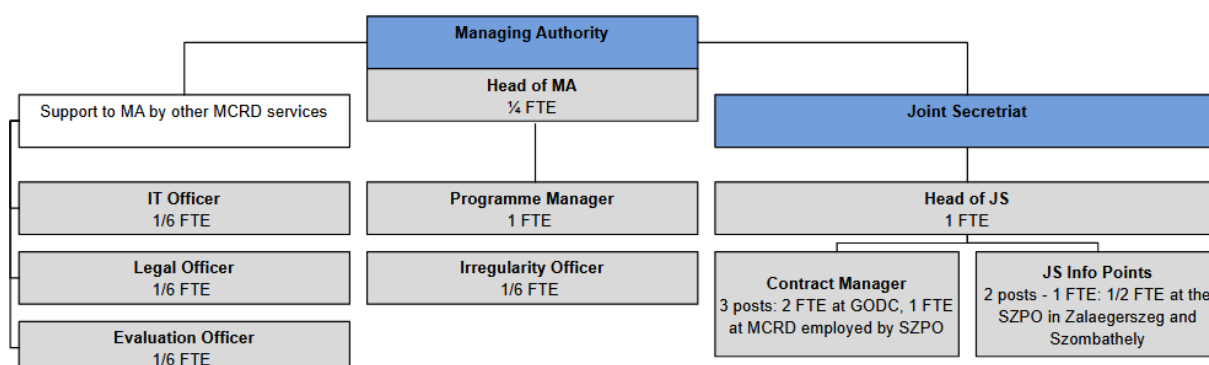 Managing Authority
Head of MA
¼ FTE
Support to MA by other MCRD services
Joint Secretriat
IT Officer
1/6 FTE
Programme Manager
1 FTE
Head of JS
1 FTE
Legal Officer
1/6 FTE
Irregularity Officer
1/6 FTE
Contract Manager
3 posts: 2 FTE at GODC, 1 FTE
at MCRD employed by SZPO
JS Info Points
2 posts - 1 FTE: 1/2 FTE at the
SZPO in Zalaegerszeg and
Szombathely
Evaluation Officer
1/6 FTE